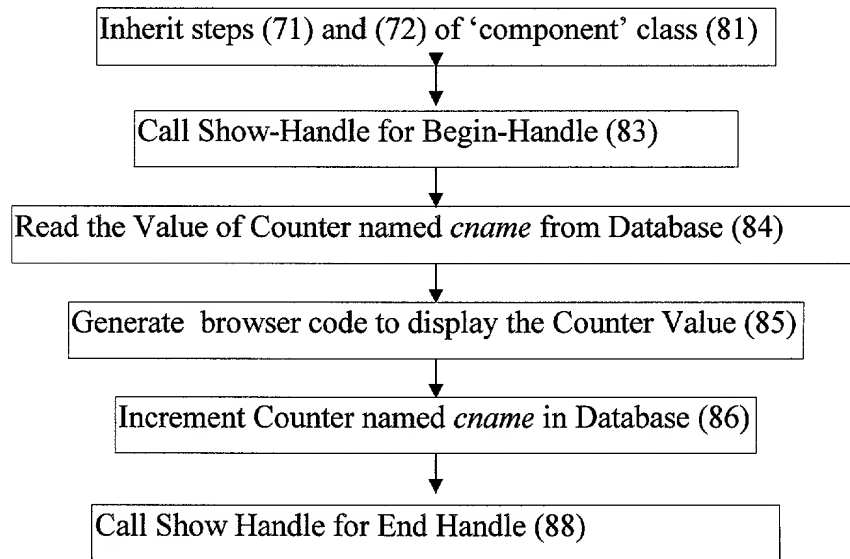 Inherit steps (71) and (72) of ‘component’ class (81)
Call Show-Handle for Begin-Handle (83)
Read the Value of Counter named cname from Database (84)
Generate browser code to display the Counter Value (85)
Increment Counter named cname in Database (86)
Call Show Handle for End Handle (88)